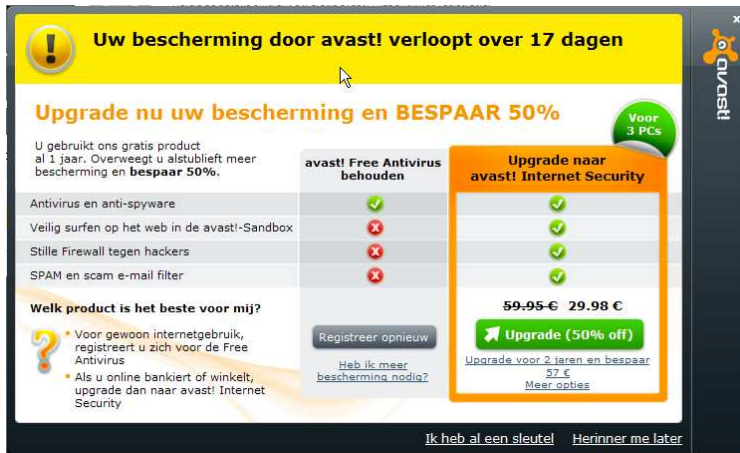 Uw bescherming door avast! verloopt over 17 dagen
x
avast!
Upgrade nu uw bescherming en BESPAAR 50%
Voor
3 PCs
U gebruikt ons gratis product
al 1 jaar. Overweegt u alstublieft meer
bescherming en bespaar 50%.
avast! Free Antivirus
behouden
Upgrade naar
avast! Internet Security
Antivirus en anti-spyware
Veilig surfen op het web in de avast!-Sandbox
Stille Firewall tegen hackers
SPAM en scam e-mail filter
Welk product is het beste voor mij?
• Voor gewoon internetgebruik,
registreert u zich voor de Free
Antivirus
• Als u online bankiert of winkelt,
upgrade dan naar avast! Internet
Security
Registreer opnieuw
Heb ik meer
bescherming nodig?
59.95 € 29.98 €
Upgrade (50% off)
Upgrade voor 2 jaren en bespaar
57 €
Meer opties
Ik heb al een sleutel Herinner me later